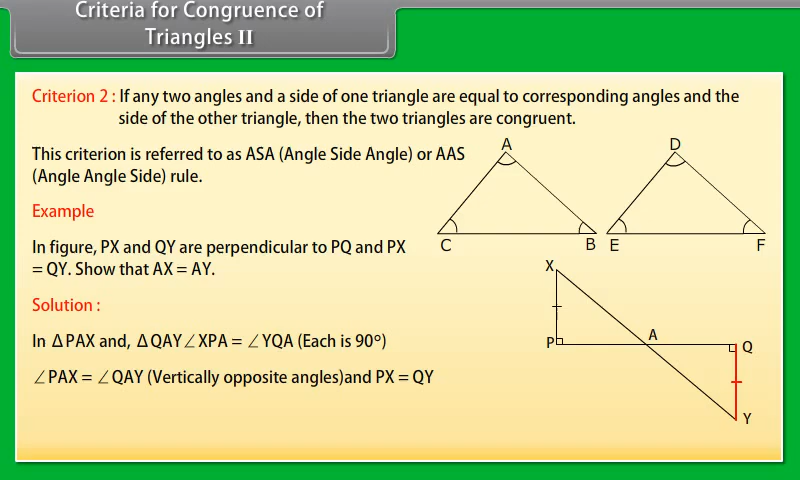 Criteria for Congruence of
Triangles II
Criterion 2 : If any two angles and a side of one triangle are equal to corresponding angles and the
side of the other triangle, then the two triangles are congruent.
This criterion is referred to as ASA (Angle Side Angle) or AAS
(Angle Angle Side) rule.
A
D
C
B
E
F
Example
In figure, PX and QY are perpendicular to PQ and PX
= QY. Show that AX = AY.
Solution :
In ΔPAX and, ΔQAY∠XPA = ∠YQA (Each is 90°)
∠PAX = ∠QAY (Vertically opposite angles)and PX = QY
X
P
A
Q
Y